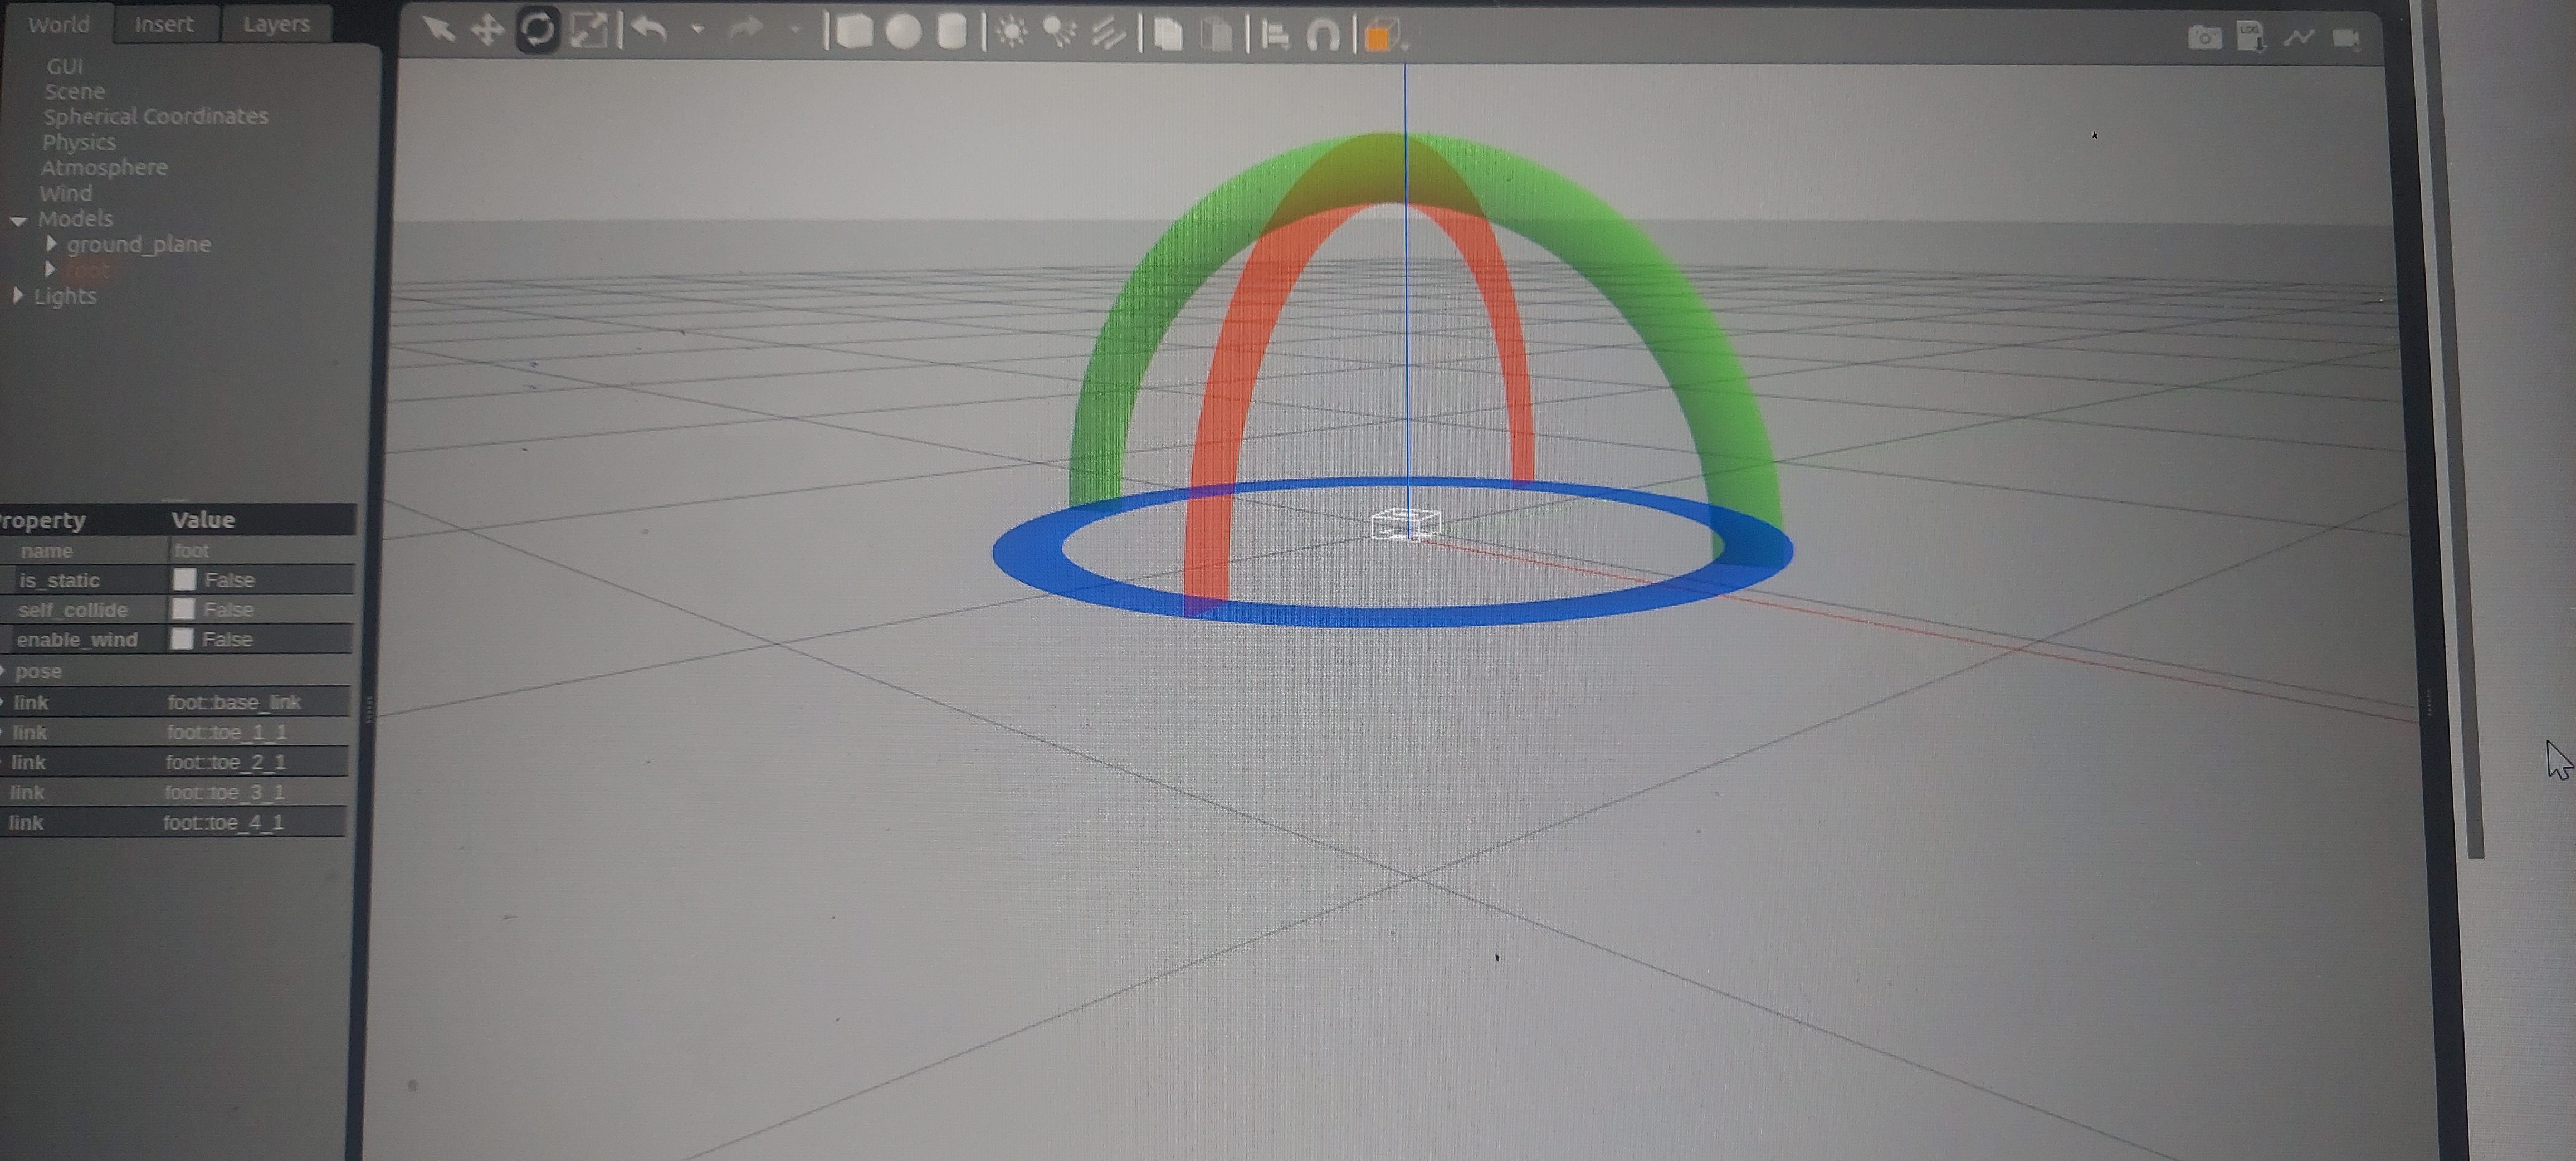 World Insert Layers
GUI
Scene
Spherical Coordinates
Physics
Atmosphere
Wind
Models
ground_plane
foot
Lights
LOG
roperty Value
name foot
is_static False
self_collide False
enable_wind False
pose
link foot::base_link
link foot::toe_1_1
link foot::toe_2_1
link foot::toe_3_1
link foot::toe_4_1